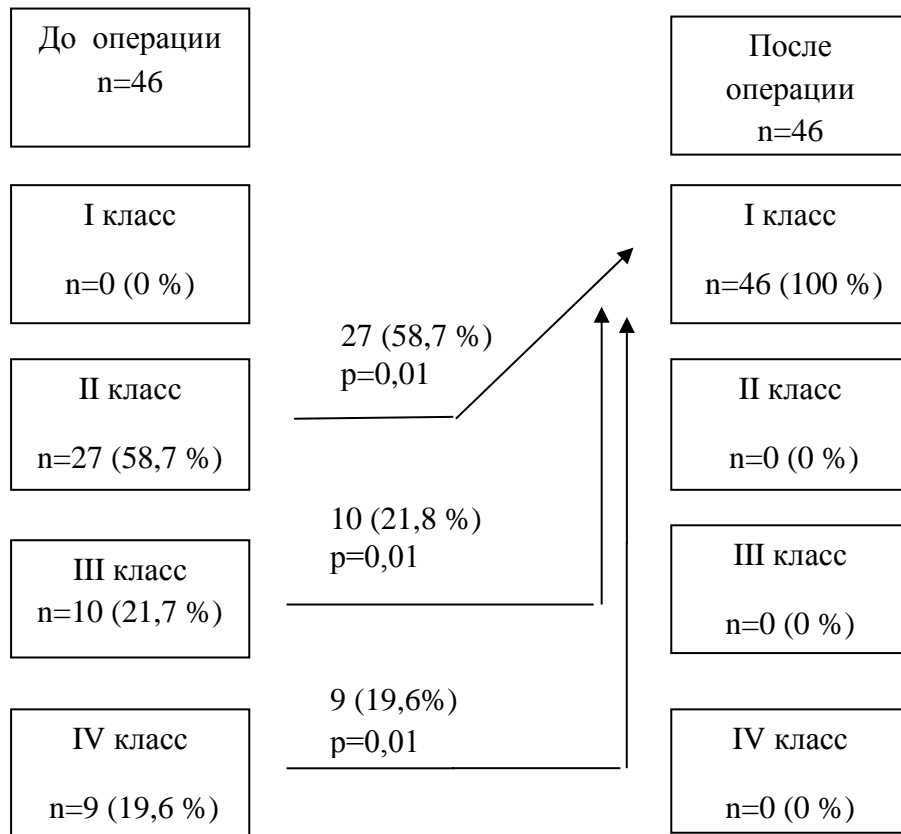 До операции
n=46
После
операции
n=46
I класс
n=0 (0 %)
I класс
n=46 (100 %)
27 (58,7 %)
p=0,01
II класс
n=27 (58,7 %)
II класс
n=0 (0 %)
10 (21,8 %)
p=0,01
III класс
n=10 (21,7 %)
III класс
n=0 (0 %)
9 (19,6%)
p=0,01
IV класс
n=9 (19,6 %)
IV класс
n=0 (0 %)